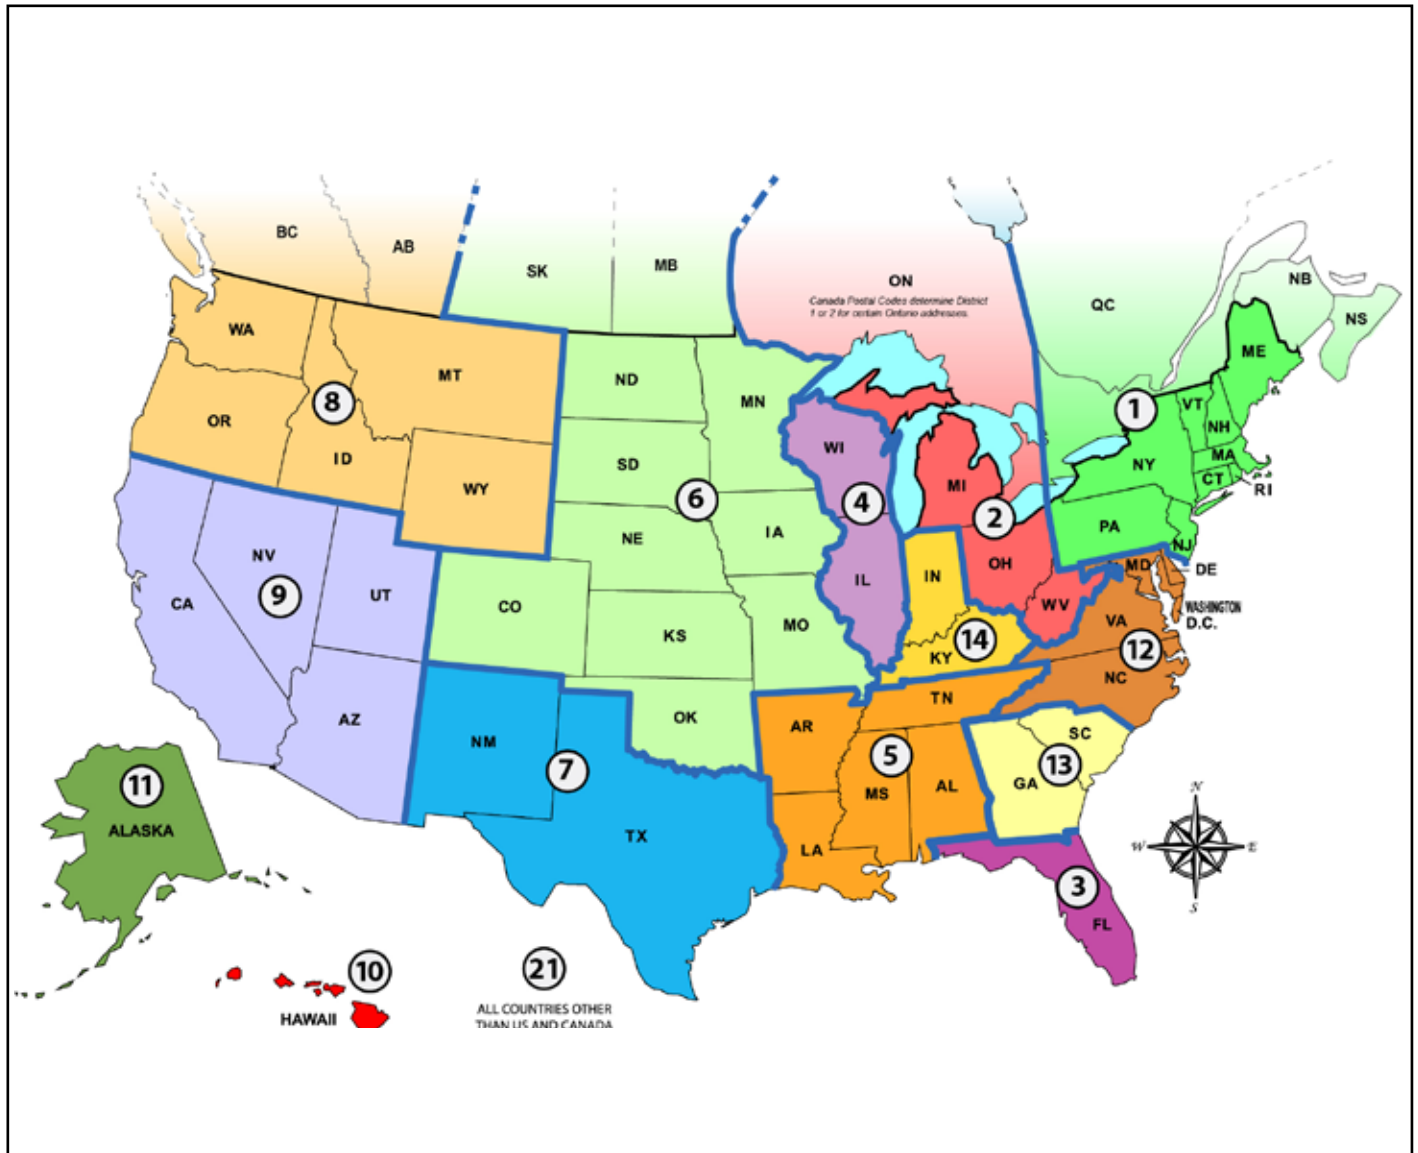 BC
AB
SK
MB
ON
Canada Postal Codes determine District
1 or 2 for certain Ontario addresses.
QC
NB
NS
WA
MT
ND
MN
ME
OR
8
ID
WY
SD
6
WI
4
MI
2
1
VT
NH
NY
MA
CT
RI
PA
NJ
NV
9
CA
UT
CO
NE
IA
IL
IN
OH
WV
MD
DE
WASHINGTON
D.C.
VA
12
KS
MO
KY
14
NC
AZ
NM
7
OK
AR
TN
5
MS
AL
SC
13
GA
TX
LA
3
FL
11
ALASKA
10
HAWAII
21
ALL COUNTRIES OTHER
THAN US AND CANADA
N
W
E
S